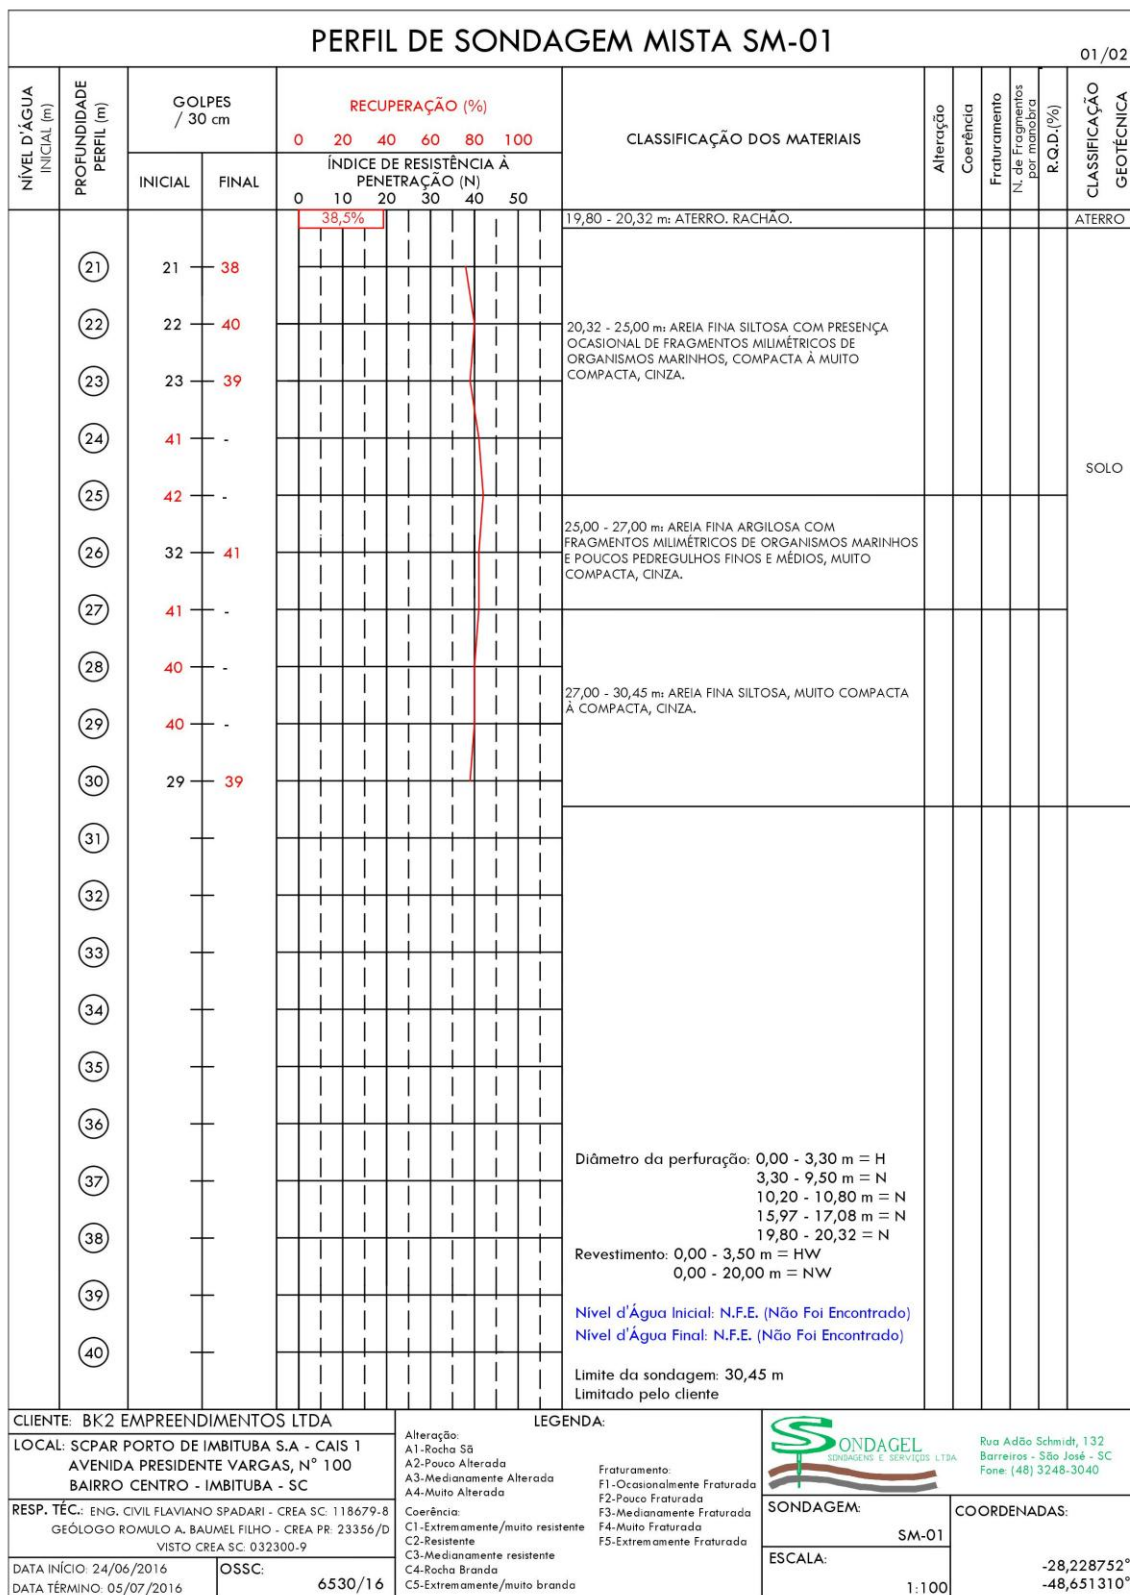 PERFIL DE SONDAGEM MISTA SM-01
01/02
NÍVEL D'ÁGUA
INICIAL (m)
PROFUNDIDADE
PERFIL (m)
GOLPES
/ 30 cm
INICIAL
FINAL
RECUPERAÇÃO (%)
0 20 40 60 80 100
ÍNDICE DE RESISTÊNCIA À
PENETRAÇÃO (N)
0 10 20 30 40 50
CLASSIFICAÇÃO DOS MATERIAIS
Alteração
Coerência
Fraturamento
N. de Fragmentos
por manobra
R.Q.D.(%)
CLASSIFICAÇÃO
GEOTÉCNICA
38,5%
19,80 - 20,32 m: ATERRO. RACHÃO.
ATERRO
21 21 38
22 22 40
23 23 39
24 41 -
25 42 -
26 32 41
27 41 -
28 40 -
29 40 -
30 29 39
31
32
33
34
35
36
37
38
39
40
20,32 - 25,00 m: AREIA FINA SILTOSA COM PRESENÇA
OCASIONAL DE FRAGMENTOS MILIMÉTRICOS DE
ORGANISMOS MARINHOS, COMPACTA À MUITO
COMPACTA, CINZA.
SOLO
25,00 - 27,00 m: AREIA FINA ARGILOSA COM
FRAGMENTOS MILIMÉTRICOS DE ORGANISMOS MARINHOS
E POUCOS PEDREGULHOS FINOS E MÉDIOS, MUITO
COMPACTA, CINZA.
27,00 - 30,45 m: AREIA FINA SILTOSA, MUITO COMPACTA
À COMPACTA, CINZA.
Diâmetro da perfuração: 0,00 - 3,30 m = H
3,30 - 9,50 m = N
10,20 - 10,80 m = N
15,97 - 17,08 m = N
19,80 - 20,32 = N
Revestimento: 0,00 - 3,50 m = HW
0,00 - 20,00 m = NW
Nível d'Água Inicial: N.F.E. (Não Foi Encontrado)
Nível d'Água Final: N.F.E. (Não Foi Encontrado)
Limite da sondagem: 30,45 m
Limitado pelo cliente
CLIENTE: BK2 EMPREENDIMENTOS LTDA
LOCAL: SCPAR PORTO DE IMBITUBA S.A - CAIS 1
AVENIDA PRESIDENTE VARGAS, N° 100
BAIRRO CENTRO - IMBITUBA - SC
RESP. TÉC.: ENG. CIVIL FLAVIANO SPADARI - CREA SC: 118679-8
GEÓLOGO ROMULO A. BAUMEL FILHO - CREA PR: 23356/D
VISTO CREA SC: 032300-9
DATA INÍCIO: 24/06/2016
DATA TÉRMINO: 05/07/2016
OSSC:
6530/16
LEGENDA:
Alteração:
A1-Rocha Sã
A2-Pouco Alterada
A3-Medianamente Alterada
A4-Muito Alterada
Coerência:
C1-Extremamente/muito resistente
C2-Resistente
C3-Medianamente resistente
C4-Rocha Branda
C5-Extremamente/muito branda
Fraturamento:
F1-Ocasionalmente Fraturada
F2-Pouco Fraturada
F3-Medianamente Fraturada
F4-Muito Fraturada
F5-Extremamente Fraturada
SONDAGEL
SONDAGENS E SERVIÇOS LTDA
Rua Adão Schmidt, 132
Barreiros - São José - SC
Fone: (48) 3248-3040
SONDAGEM:
SM-01
ESCALA:
1:100
COORDENADAS:
-28,228752°
-48,651310°